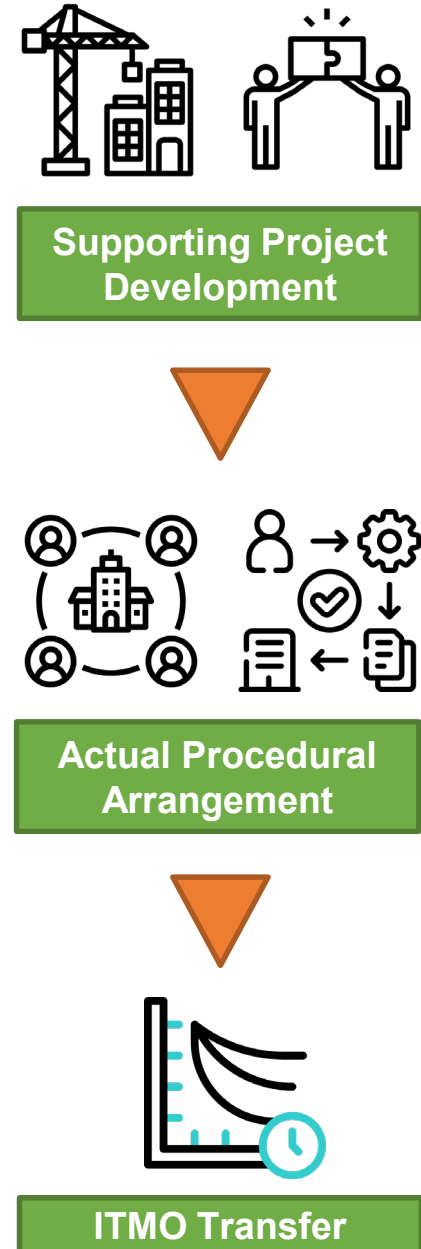 Supporting Project
Development
Actual Procedural
Arrangement
ITMO Transfer